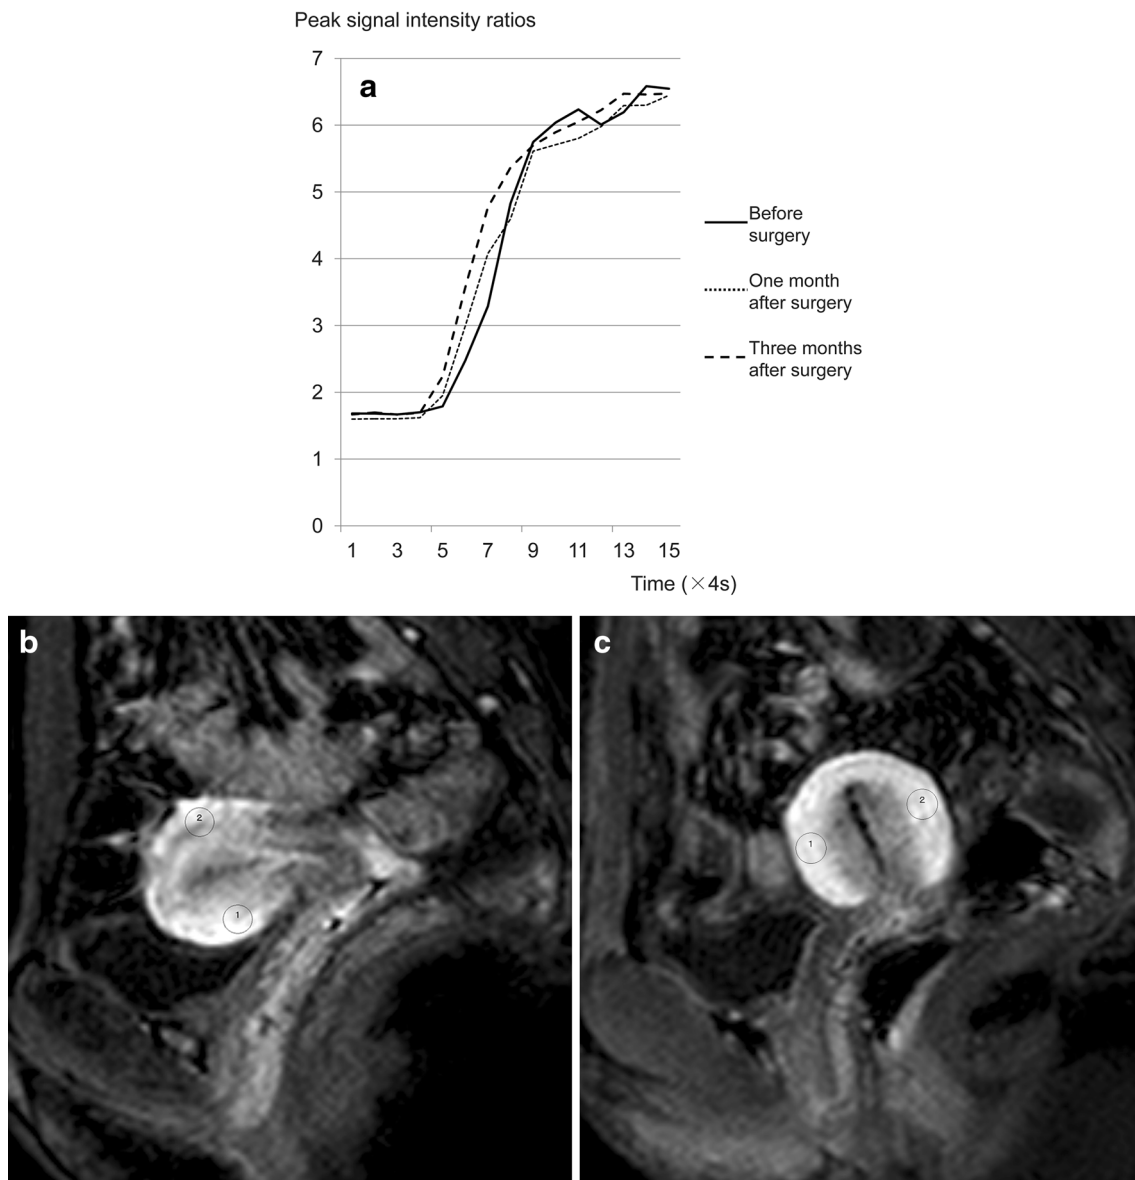 Peak signal intensity ratios
7
a
6
5
4
3
2
1
0
1 3 5 7 9 11 13 15
Time (×4s)
Before
surgery
One month
after surgery
Three months
after surgery
b
2
1
c
2
1